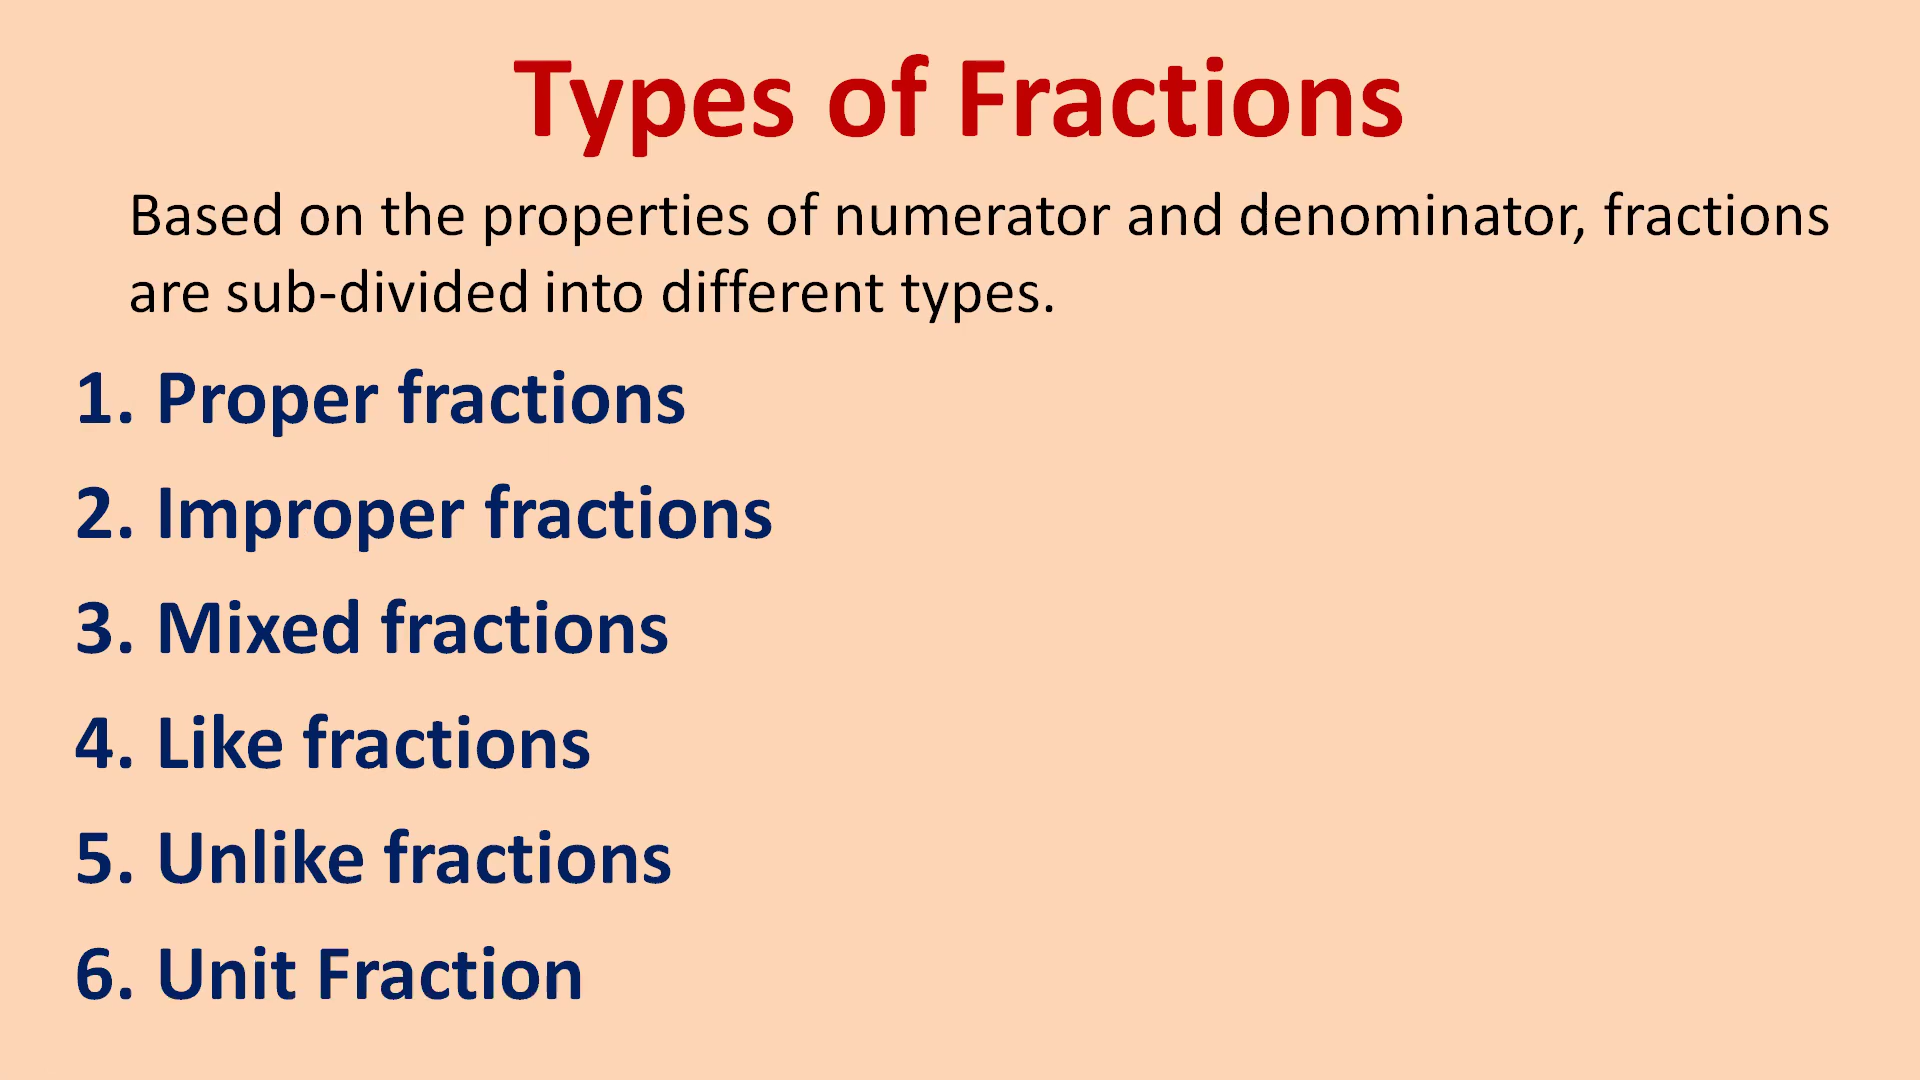 Types of Fractions
Based on the properties of numerator and denominator, fractions
are sub-divided into different types.
1. Proper fractions
2. Improper fractions
3. Mixed fractions
4. Like fractions
5. Unlike fractions
6. Unit Fraction